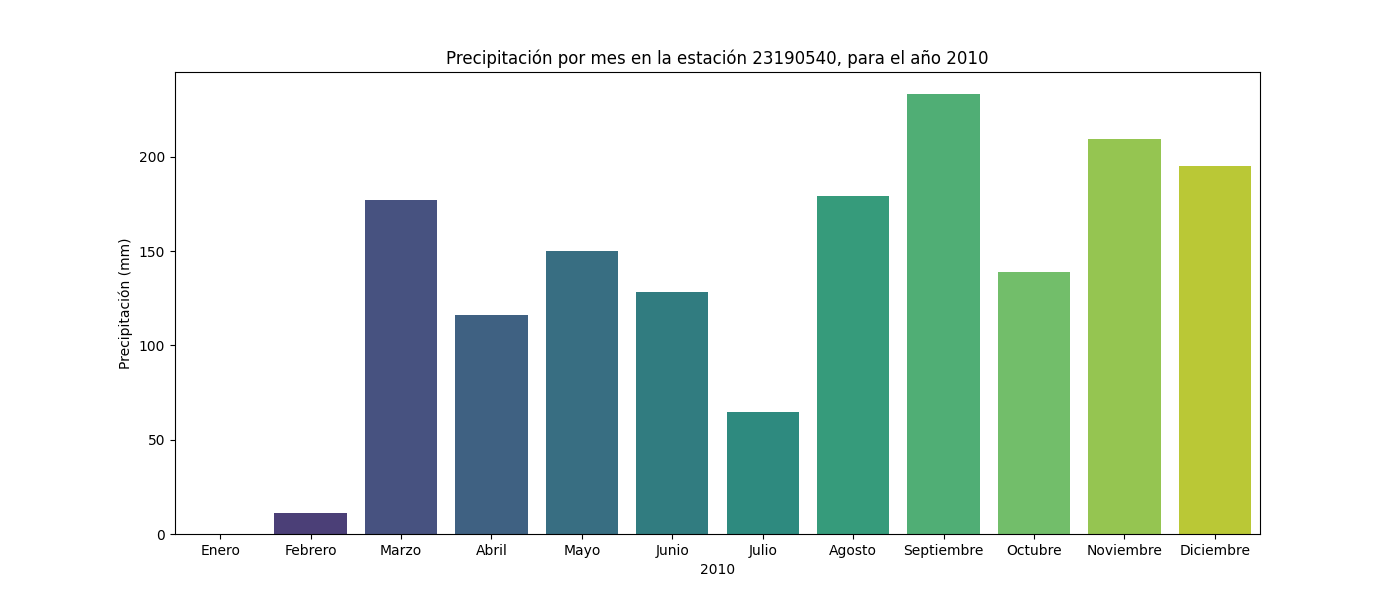 Precipitación por mes en la estación 23190540, para el año 2010
Precipitación (mm)
200
150
100
50
0
Enero Febrero Marzo Abril Mayo Junio Julio Agosto Septiembre Octubre Noviembre Diciembre
2010